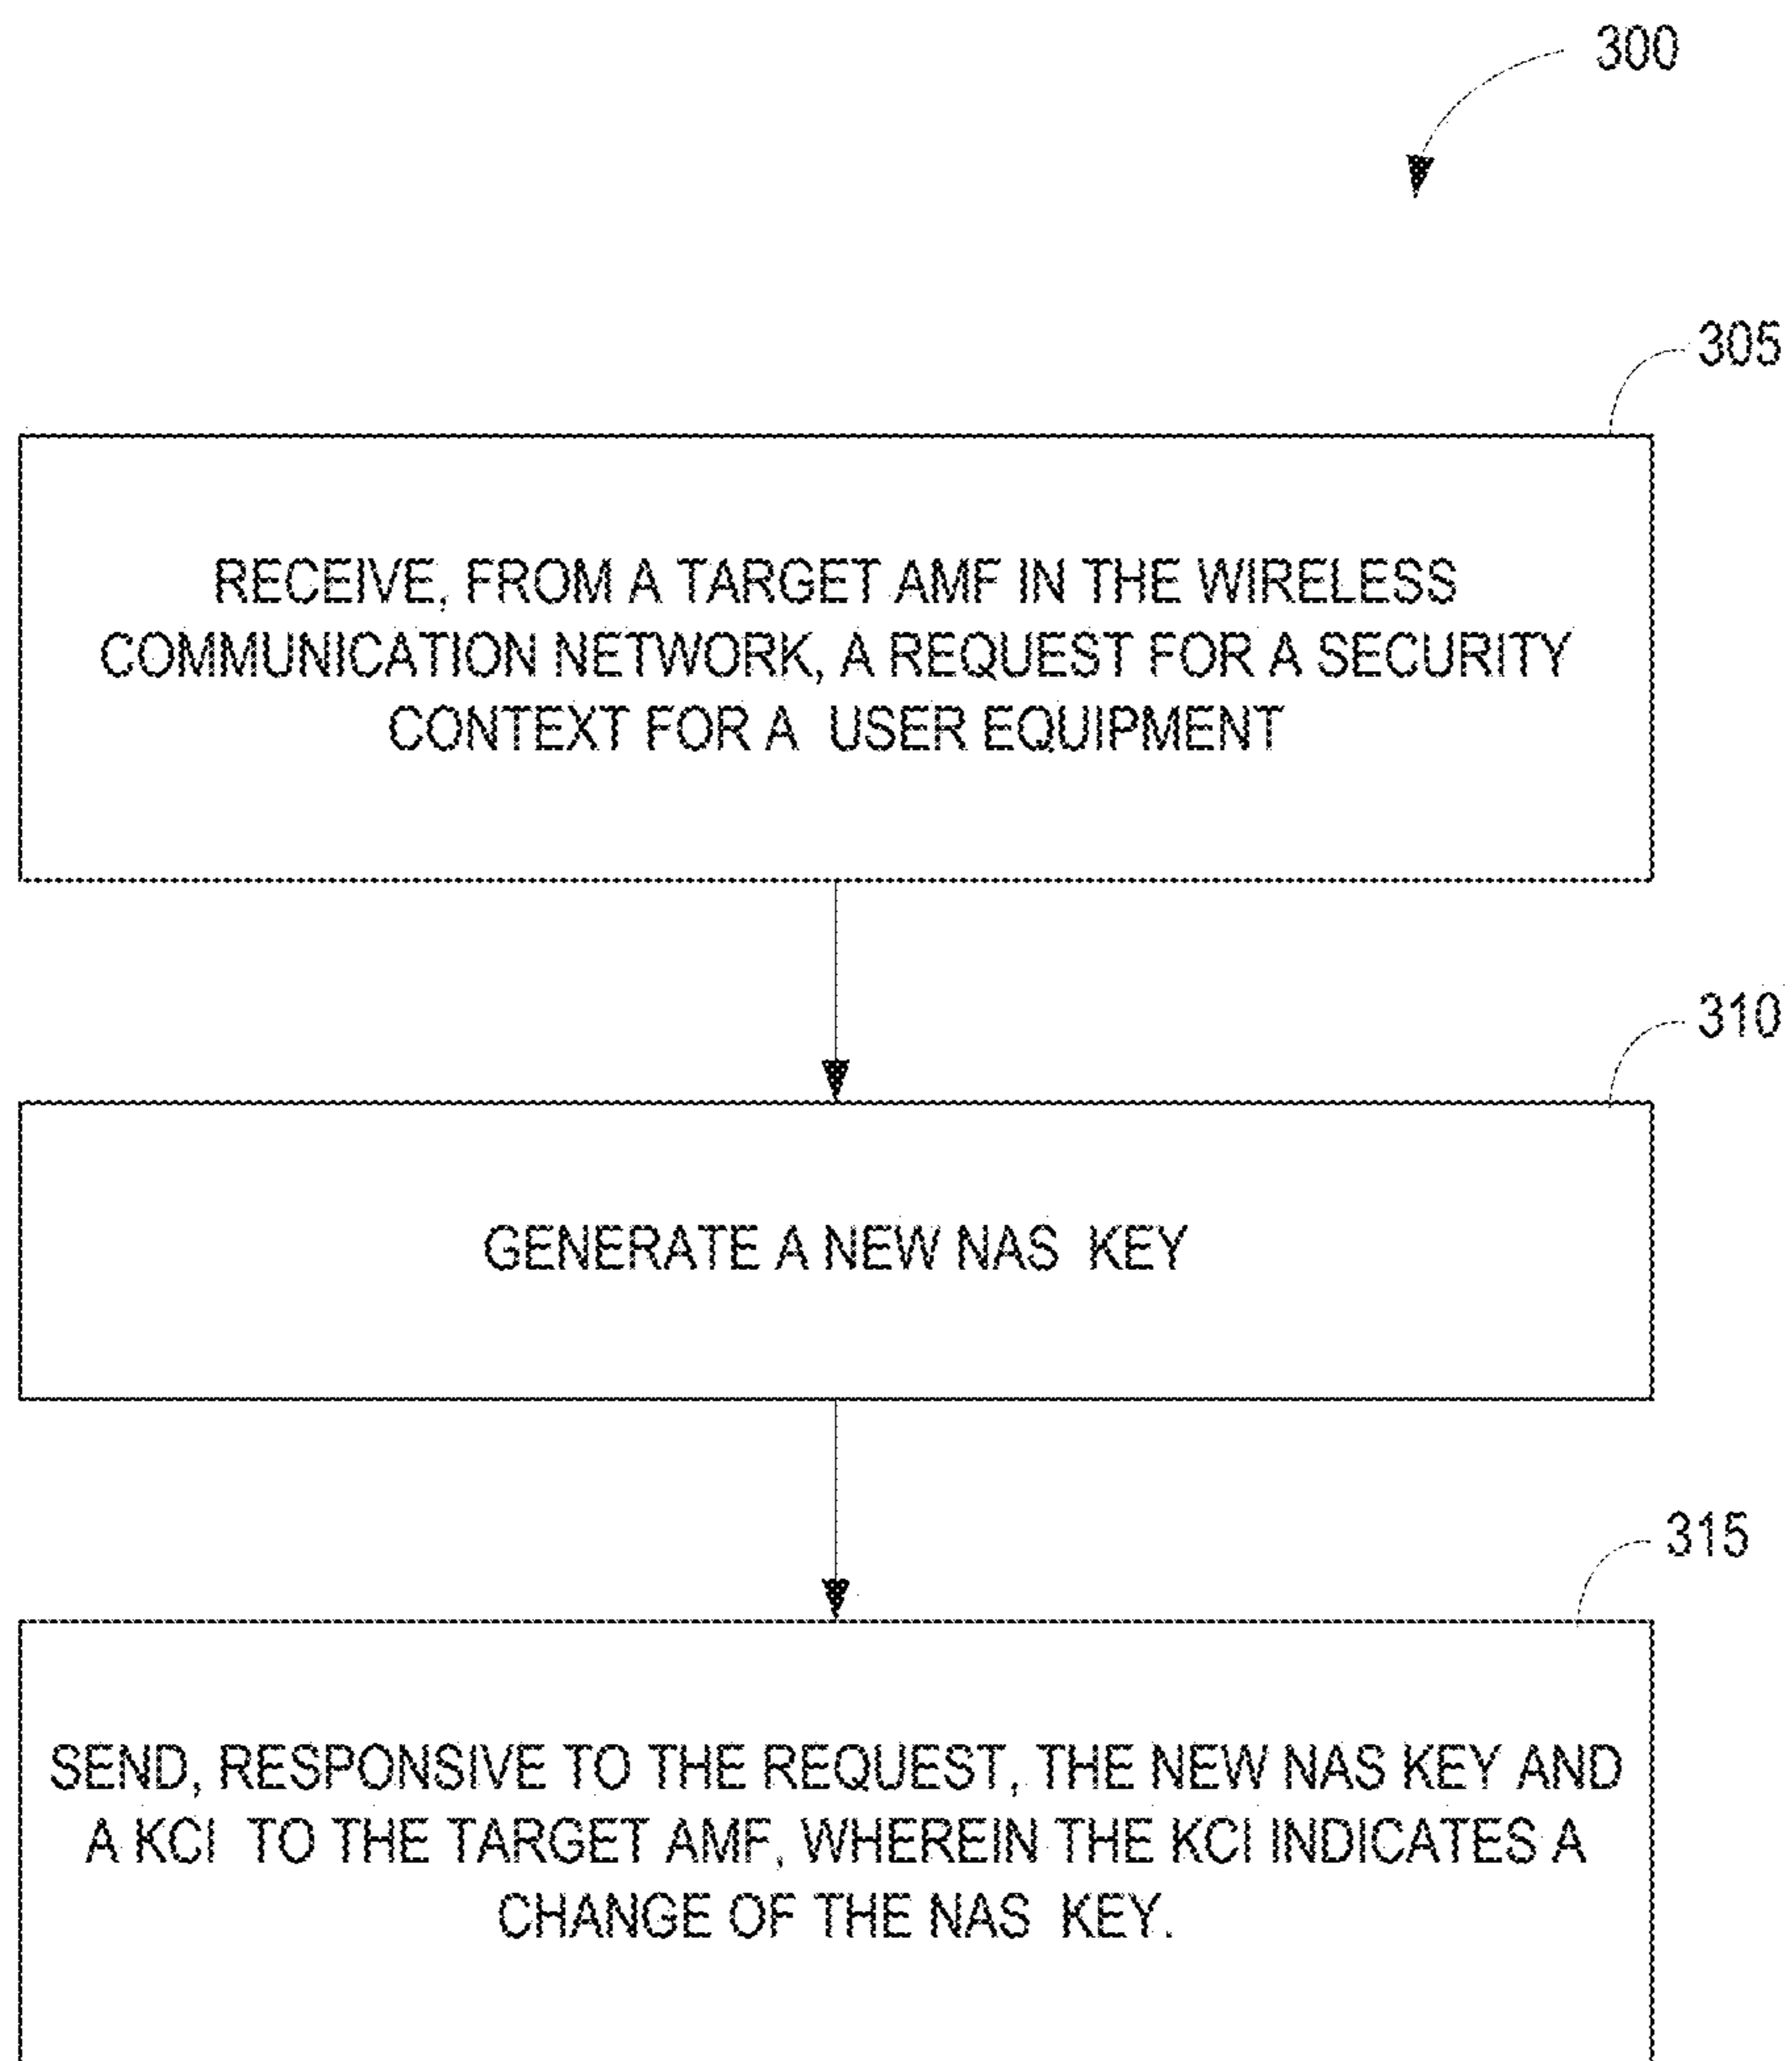 300
305
RECEIVE, FROM A TARGET AMF IN THE WIRELESS
COMMUNICATION NETWORK, A REQUEST FOR A SECURITY
CONTEXT FOR A USER EQUIPMENT
310
GENERATE A NEW NAS KEY
315
SEND, RESPONSIVE TO THE REQUEST, THE NEW NAS KEY AND
A KCI TO THE TARGET AMF, WHEREIN THE KCI INDICATES A
CHANGE OF THE NAS KEY.